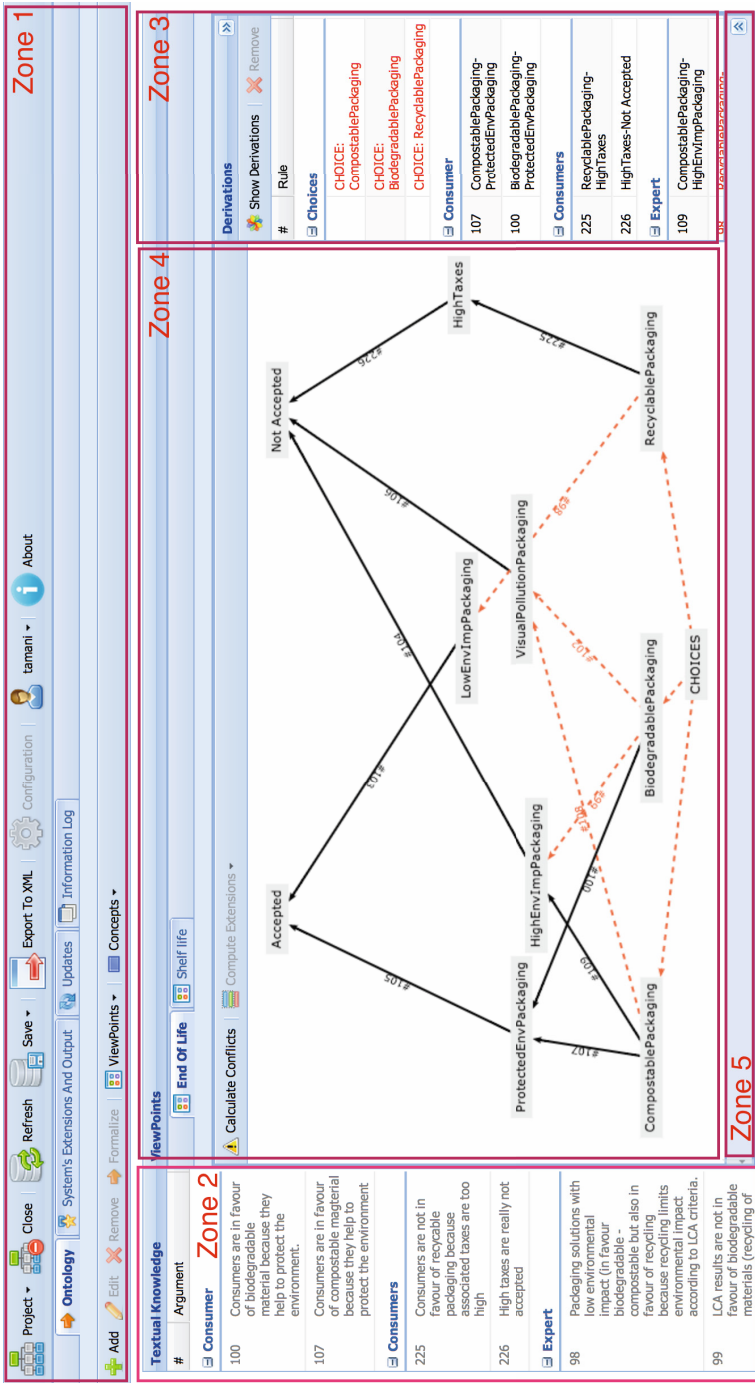 Zone 1
Project
Close
Refresh
Save
Export To XML
Configuration
tamani
About
Ontology
System's Extensions And Output
Updates
Information Log
Add
Edit
Remove
Formalize
ViewPoints
Concepts
Textual Knowledge
# Argument
Zone 2
Consumer
100 Consumers are in favour
of biodegradable
material because they
help to protect the
environment.
107 Consumers are in favour
of compostable magterial
because they help to
protect the environment
Consumers
225 Consumers are not in
favour of recycable
packaging because
associated taxes are too
high
226 High taxes are really not
accepted
Expert
98 Packaging solutions with
low environmental
impact (in favour
biodegradable -
compostable but also in
favour of recycling
because recycling limits
environmental impact
according to LCA criteria.
99 LCA results are not in
favour of biodegradable
materials (recycling of
ViewPoints
Zone 4
End Of Life
Shelf life
Calculate Conflicts
Compute Extensions
Accepted
Not Accepted
#105
#103
#104
#106
#226
HighTaxes
LowEnvImpPackaging
ProtectedEnvPackaging
HighEnvImpPackaging
VisualPollutionPackaging
#107
#109
#100
#108
#99
#102
#98
#225
CompostablePackaging
BiodegradablePackaging
RecyclablePackaging
CHOICES
Zone 3
Derivations
Show Derivations
Remove
# Rule
Choices
CHOICE:
CompostablePackaging
CHOICE:
BiodegradablePackaging
CHOICE: RecyclablePackaging
Consumer
107 CompostablePackaging-
ProtectedEnvPackaging
100 BiodegradablePackaging-
ProtectedEnvPackaging
Consumers
225 RecyclablePackaging-
HighTaxes
226 HighTaxes-Not Accepted
Expert
109 CompostablePackaging-
HighEnvImpPackaging
98 RecyclablePackaging-
Zone 5